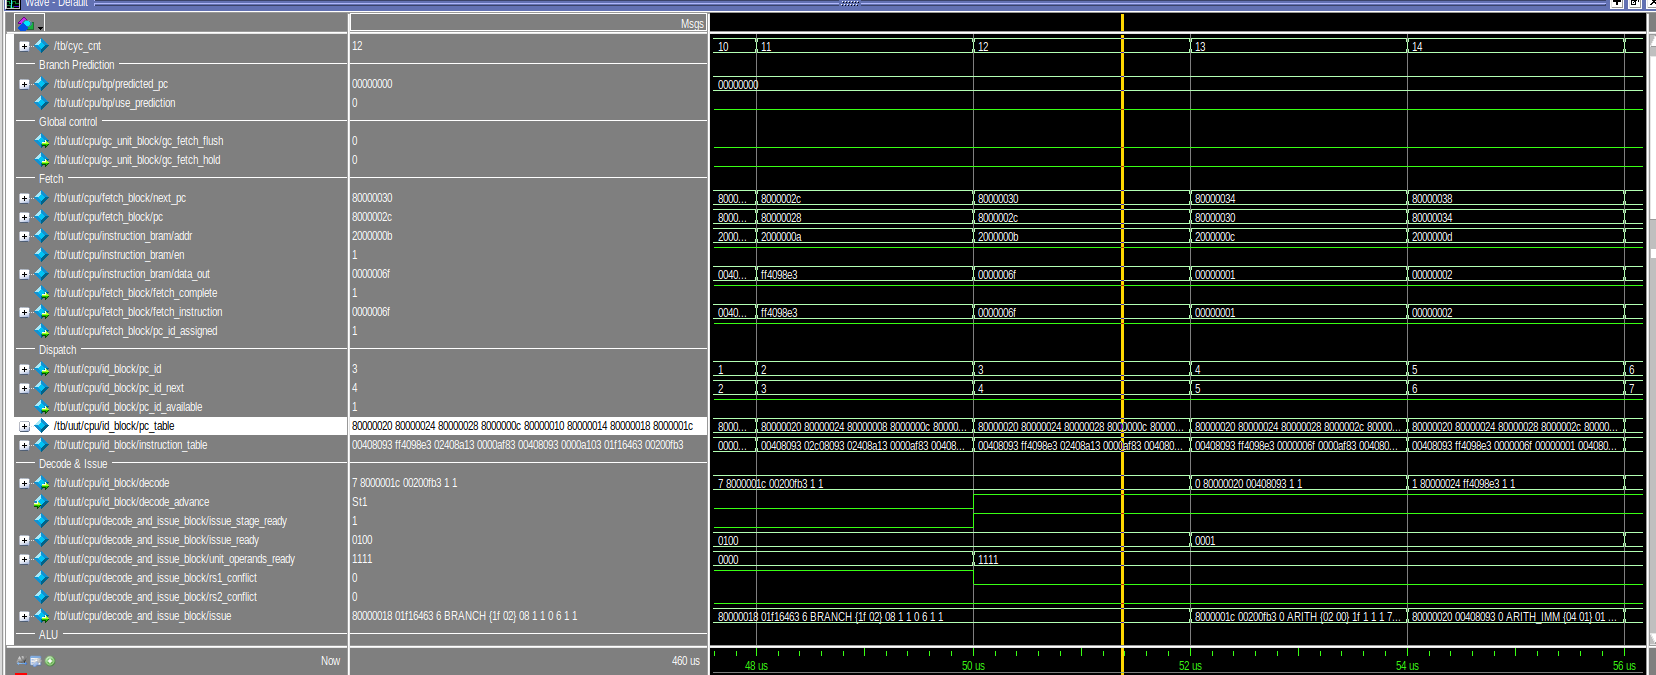 Wave - Default
Msgs
/tb/cyc_cnt 12 10 11 12 13 14
Branch Prediction
/tb/uut/cpu/bp/predicted_pc 00000000 00000000
/tb/uut/cpu/bp/use_prediction 0
Global control
/tb/uut/cpu/gc_unit_block/gc_fetch_flush 0
/tb/uut/cpu/gc_unit_block/gc_fetch_hold 0
Fetch
/tb/uut/cpu/fetch_block/next_pc 80000030 8000... 8000002c 80000030 80000034 80000038
/tb/uut/cpu/fetch_block/pc 8000002c 8000... 80000028 8000002c 80000030 80000034
/tb/uut/cpu/instruction_bram/addr 2000000b 2000... 2000000a 2000000b 2000000c 2000000d
/tb/uut/cpu/instruction_bram/en 1
/tb/uut/cpu/instruction_bram/data_out 0000006f 0040... ff4098e3 0000006f 00000001 00000002
/tb/uut/cpu/fetch_block/fetch_complete 1
/tb/uut/cpu/fetch_block/fetch_instruction 0000006f 0040... ff4098e3 0000006f 00000001 00000002
/tb/uut/cpu/fetch_block/pc_id_assigned 1
Dispatch
/tb/uut/cpu/id_block/pc_id 3 1 2 3 4 5 6
/tb/uut/cpu/id_block/pc_id_next 4 2 3 4 5 6 7
/tb/uut/cpu/id_block/pc_id_available 1
/tb/uut/cpu/id_block/pc_table 80000020 80000024 80000028 8000000c 80000010 80000014 80000018 8000001c 8000... 80000020 80000024 80000008 8000000c 80000... 80000020 80000024 80000028 8000000c 80000... 80000020 80000024 80000028 8000002c 80000... 80000020 80000024 80000028 8000002c 80000...
/tb/uut/cpu/id_block/instruction_table 00408093 ff4098e3 02408a13 0000af83 00408093 0000a103 01f16463 00200fb3 0000... 00408093 02c08093 02408a13 0000af83 00408... 00408093 ff4098e3 02408a13 0000af83 004080... 00408093 ff4098e3 0000006f 0000af83 004080... 00408093 ff4098e3 0000006f 00000001 004080...
Decode & Issue
/tb/uut/cpu/id_block/decode 7 8000001c 00200fb3 1 1 7 8000001c 00200fb3 1 1 0 80000020 00408093 1 1 1 80000024 ff4098e3 1 1
/tb/uut/cpu/id_block/decode_advance St1
/tb/uut/cpu/decode_and_issue_block/issue_stage_ready 1
/tb/uut/cpu/decode_and_issue_block/issue_ready 0100 0100 0001
/tb/uut/cpu/decode_and_issue_block/unit_operands_ready 1111 0000 1111
/tb/uut/cpu/decode_and_issue_block/rs1_conflict 0
/tb/uut/cpu/decode_and_issue_block/rs2_conflict 0
/tb/uut/cpu/decode_and_issue_block/issue 80000018 01f16463 6 BRANCH {1f 02} 08 1 1 0 6 1 1 80000018 01f16463 6 BRANCH {1f 02} 08 1 1 0 6 1 1 8000001c 00200fb3 0 ARITH {02 00} 1f 1 1 1 7... 80000020 00408093 0 ARITH_IMM {04 01} 01 ...
ALU
Now 460 us 48 us 50 us 52 us 54 us 56 us